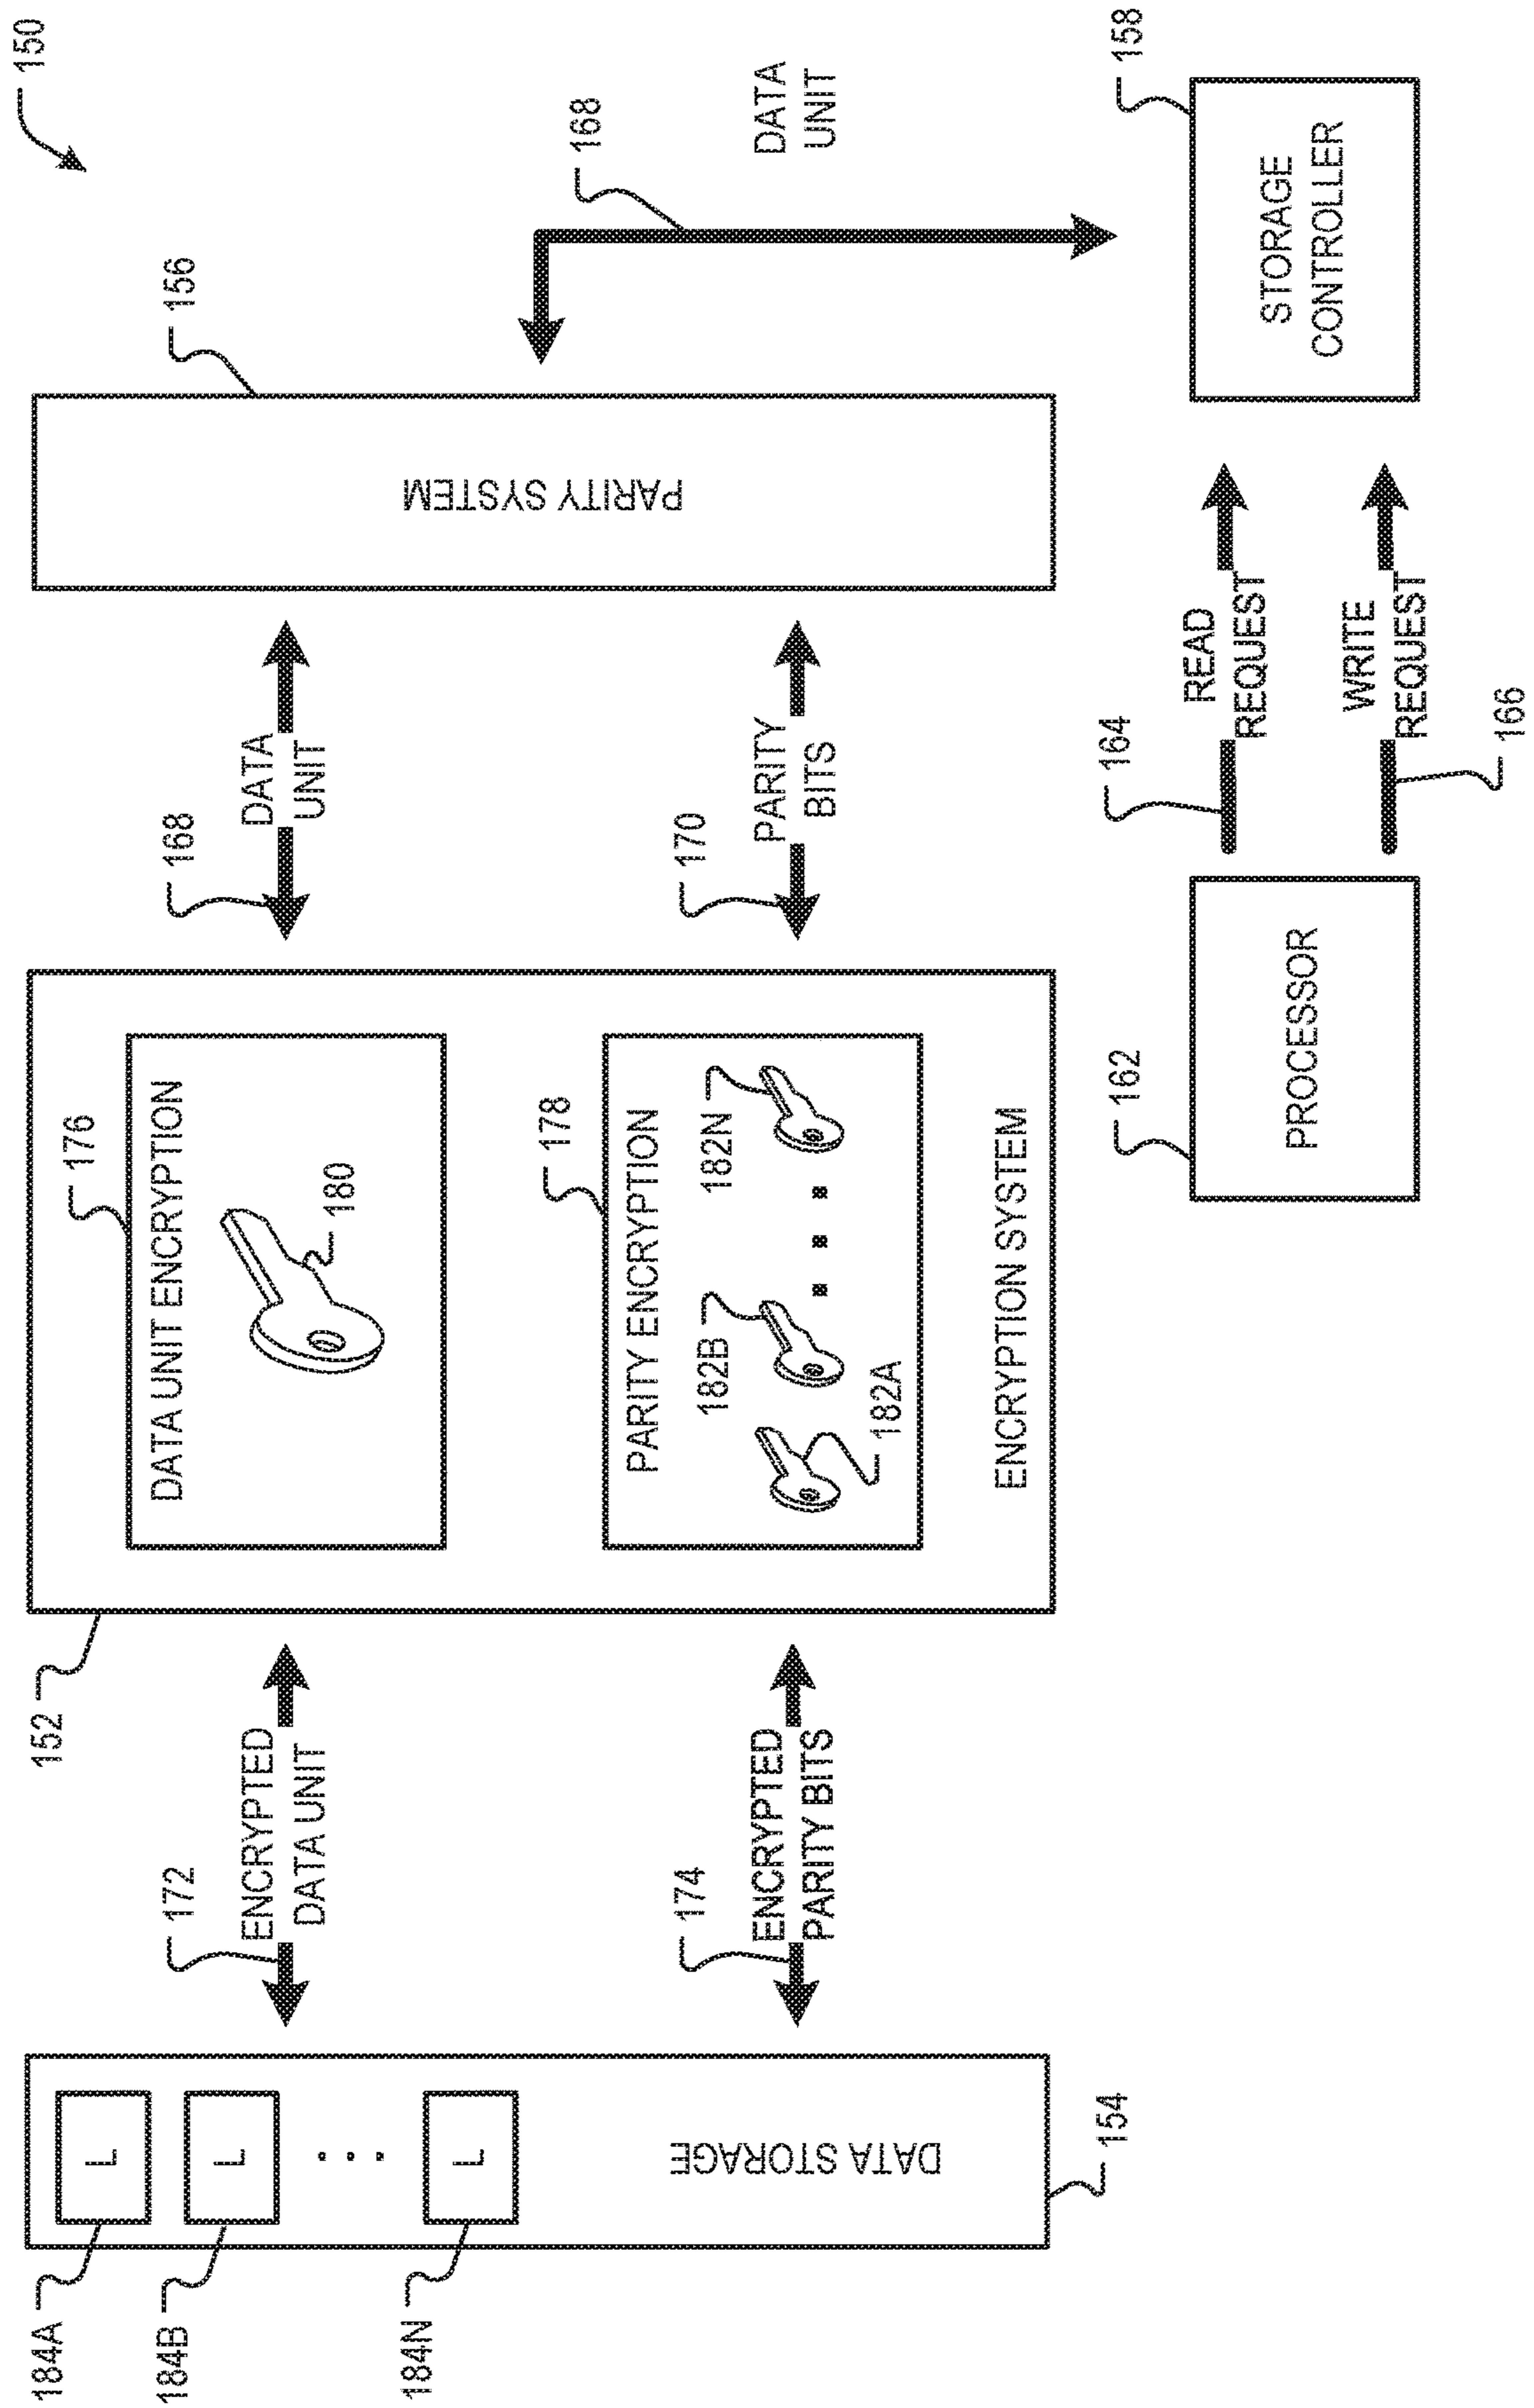 150
184A
184B
184N
L
L
L
DATA STORAGE
154
172
ENCRYPTED
DATA UNIT
174
ENCRYPTED
PARITY BITS
152
176
DATA UNIT ENCRYPTION
180
178
PARITY ENCRYPTION
182A
182B
182N
ENCRYPTION SYSTEM
168
DATA
UNIT
170
PARITY
BITS
156
PARITY SYSTEM
168
DATA
UNIT
162
PROCESSOR
164
READ
REQUEST
WRITE
REQUEST
166
158
STORAGE
CONTROLLER